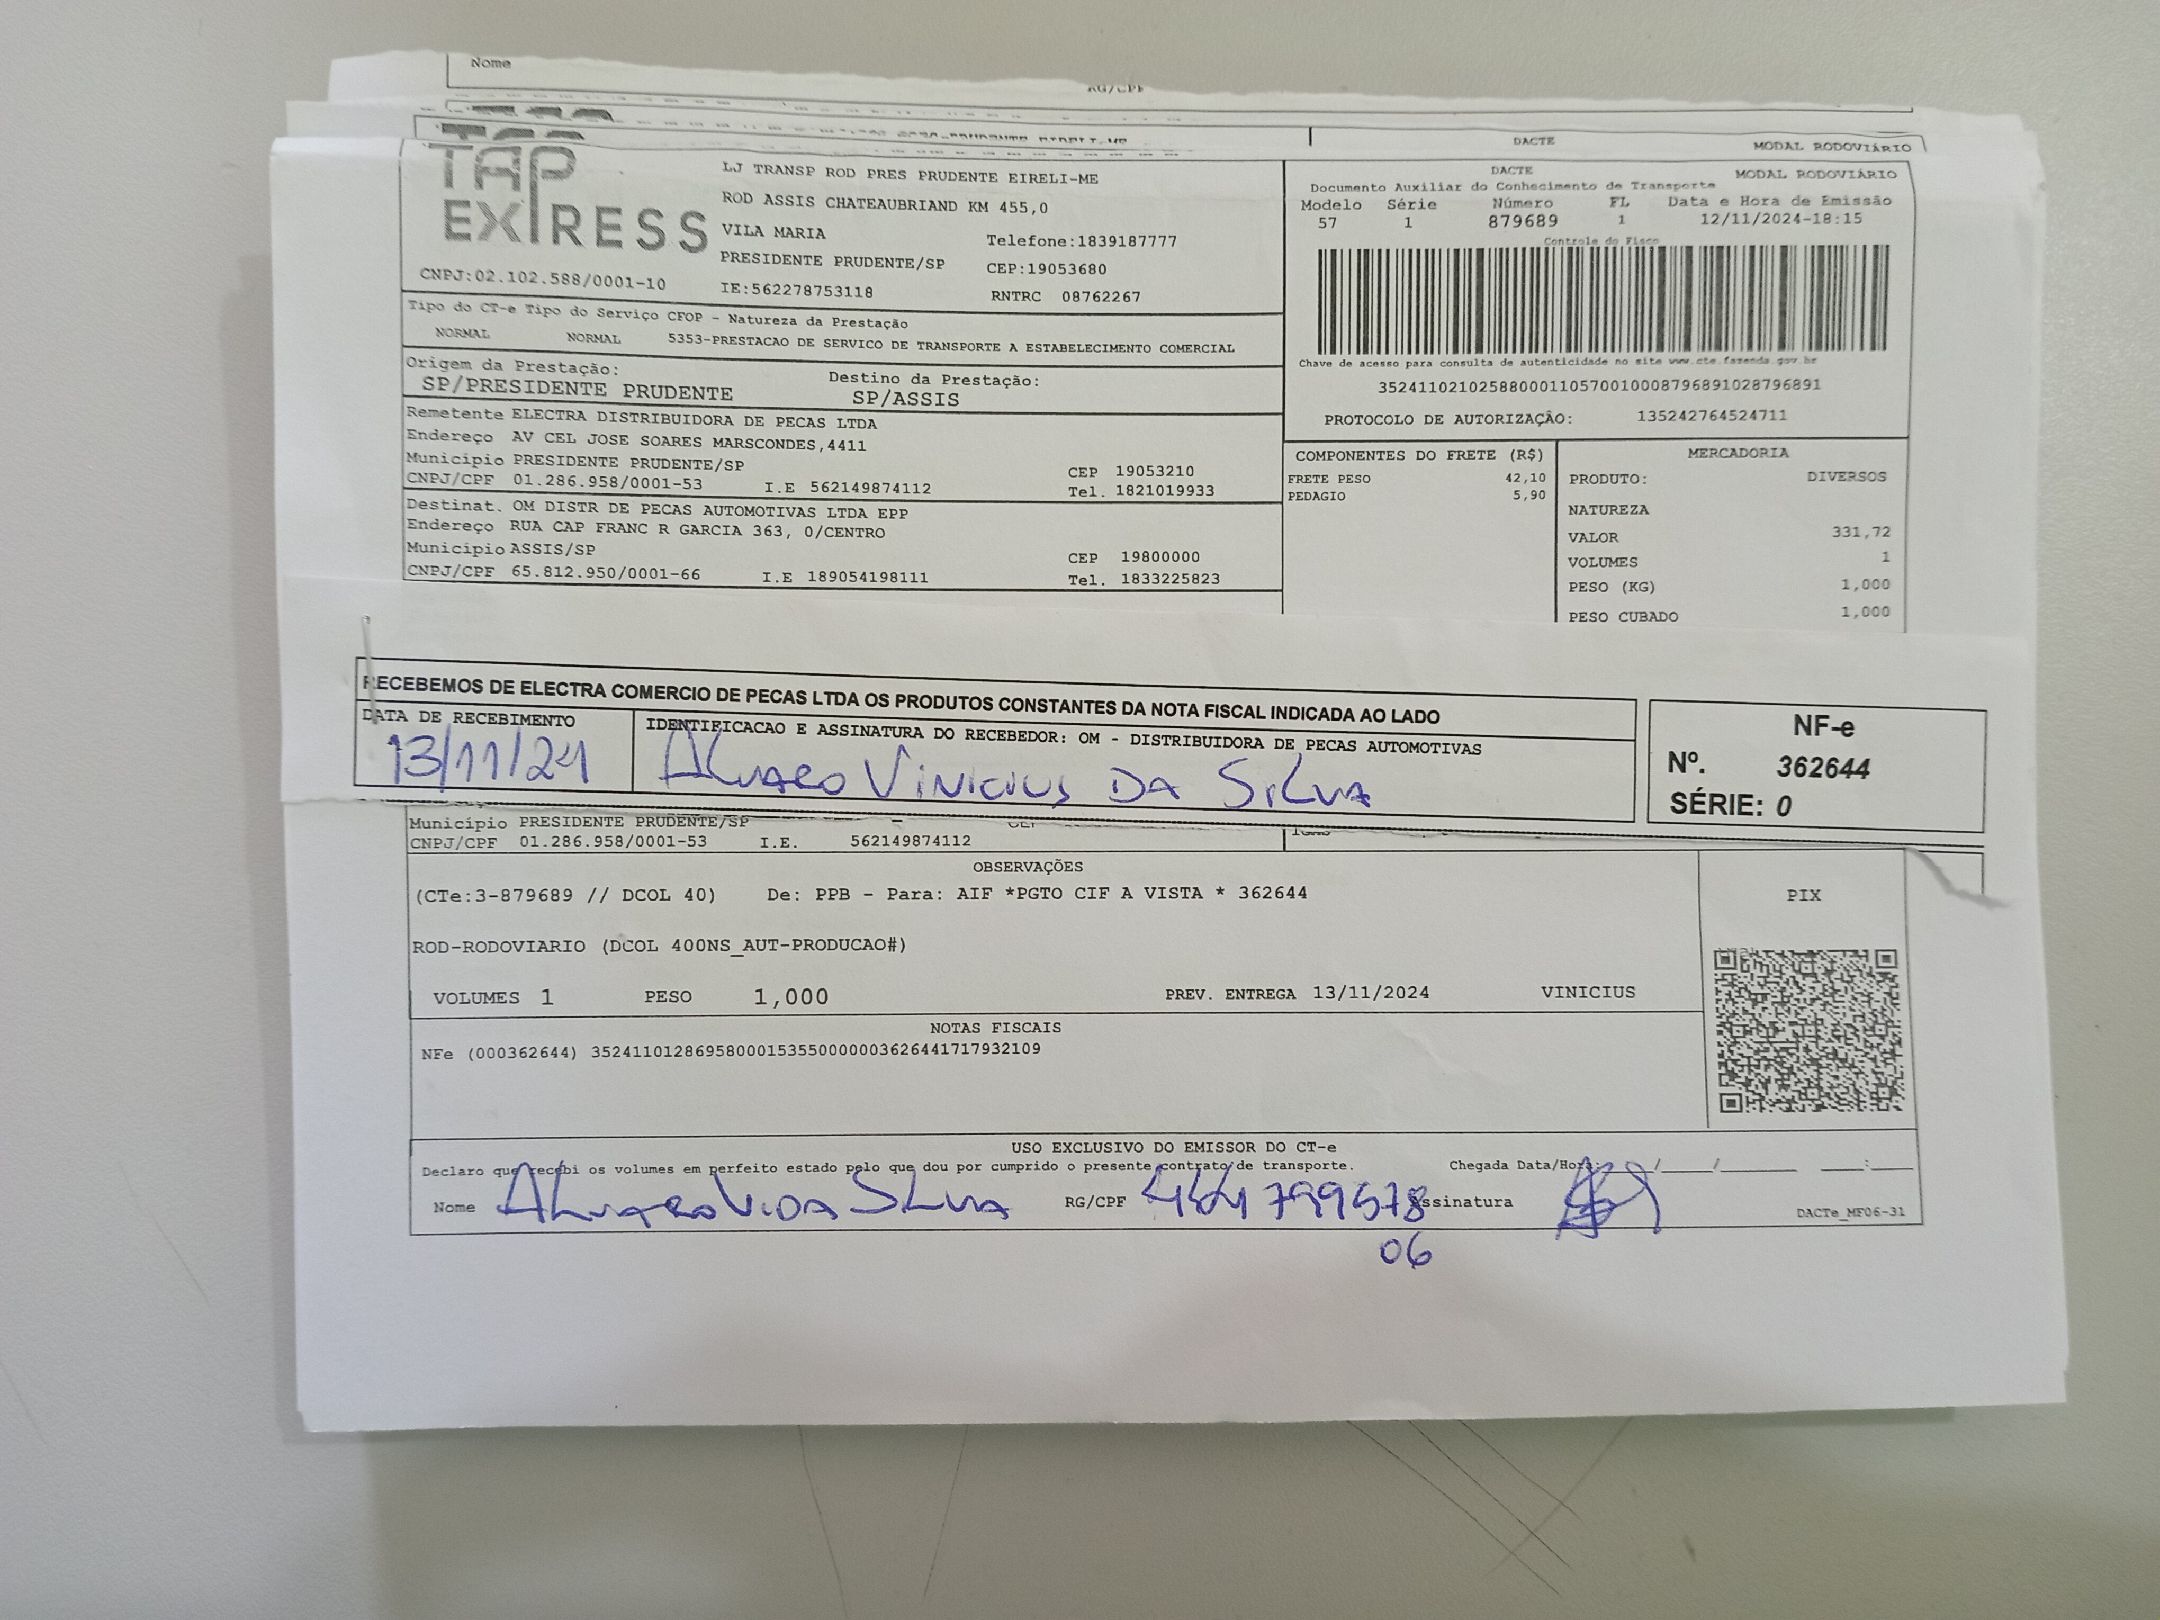 Nome
RG/CPF
DACTE
MODAL RODOVIÁRIO
TAP
EXPRESS
CNPJ:02.102.588/0001-10
LJ TRANSP ROD PRES PRUDENTE EIRELI-ME
ROD ASSIS CHATEAUBRIAND KM 455,0
VILA MARIA
Telefone:1839187777
PRESIDENTE PRUDENTE/SP
CEP:19053680
IE:562278753118
RNTRC 08762267
DACTE
MODAL RODOVIÁRIO
Documento Auxiliar do Conhecimento de Transporte
Modelo Série Número FL Data e Hora de Emissão
57 1 879689 1 12/11/2024-18:15
Controle do Fisco
Chave de acesso para consulta de autenticidade no site www.cte.fazenda.gov.br
35241102102588000110570010008796891028796891
PROTOCOLO DE AUTORIZAÇÃO: 135242764524711
Tipo do CT-e Tipo do Serviço CFOP - Natureza da Prestação
NORMAL NORMAL 5353-PRESTACAO DE SERVICO DE TRANSPORTE A ESTABELECIMENTO COMERCIAL
Origem da Prestação: Destino da Prestação:
SP/PRESIDENTE PRUDENTE SP/ASSIS
Remetente ELECTRA DISTRIBUIDORA DE PECAS LTDA
Endereço AV CEL JOSE SOARES MARSCONDES,4411
Município PRESIDENTE PRUDENTE/SP CEP 19053210
CNPJ/CPF 01.286.958/0001-53 I.E 562149874112 Tel. 1821019933
Destinat. OM DISTR DE PECAS AUTOMOTIVAS LTDA EPP
Endereço RUA CAP FRANC R GARCIA 363, 0/CENTRO
Município ASSIS/SP CEP 19800000
CNPJ/CPF 65.812.950/0001-66 I.E 189054198111 Tel. 1833225823
COMPONENTES DO FRETE (R$)
FRETE PESO 42,10
PEDAGIO 5,90
MERCADORIA
PRODUTO: DIVERSOS
NATUREZA
VALOR 331,72
VOLUMES 1
PESO (KG) 1,000
PESO CUBADO 1,000
RECEBEMOS DE ELECTRA COMERCIO DE PECAS LTDA OS PRODUTOS CONSTANTES DA NOTA FISCAL INDICADA AO LADO
DATA DE RECEBIMENTO
13/11/24
IDENTIFICACAO E ASSINATURA DO RECEBEDOR: OM - DISTRIBUIDORA DE PECAS AUTOMOTIVAS
ALVARO VINICIUS DA SILVA
NF-e
Nº. 362644
SÉRIE: 0
Município PRESIDENTE PRUDENTE/SP
CNPJ/CPF 01.286.958/0001-53 I.E. 562149874112
OBSERVAÇÕES
(CTe:3-879689 // DCOL 40) De: PPB - Para: AIF *PGTO CIF A VISTA * 362644
ROD-RODOVIARIO (DCOL 400NS_AUT-PRODUCAO#)
VOLUMES 1 PESO 1,000 PREV. ENTREGA 13/11/2024 VINICIUS
PIX
NOTAS FISCAIS
NFe (000362644) 35241101286958000153550000003626441717932109
USO EXCLUSIVO DO EMISSOR DO CT-e
Declaro que recebi os volumes em perfeito estado pelo que dou por cumprido o presente contrato de transporte. Chegada Data/Hora:
Nome ALVARO V. DA SILVA RG/CPF 464799578 Assinatura
06
DACTe_MF06-31